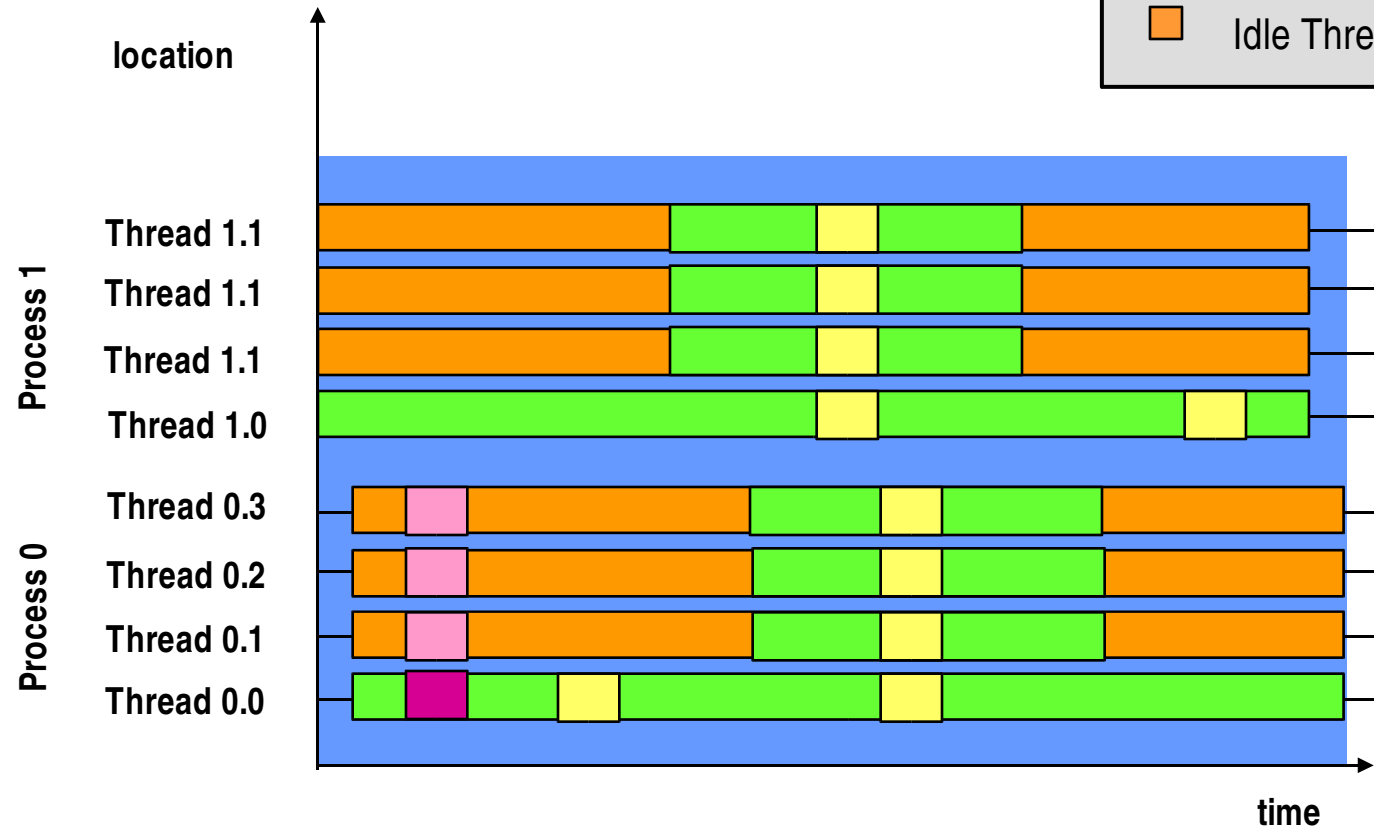 location
Idle Thre
Process 1
Thread 1.1
Thread 1.1
Thread 1.1
Thread 1.0
Process 0
Thread 0.3
Thread 0.2
Thread 0.1
Thread 0.0
time